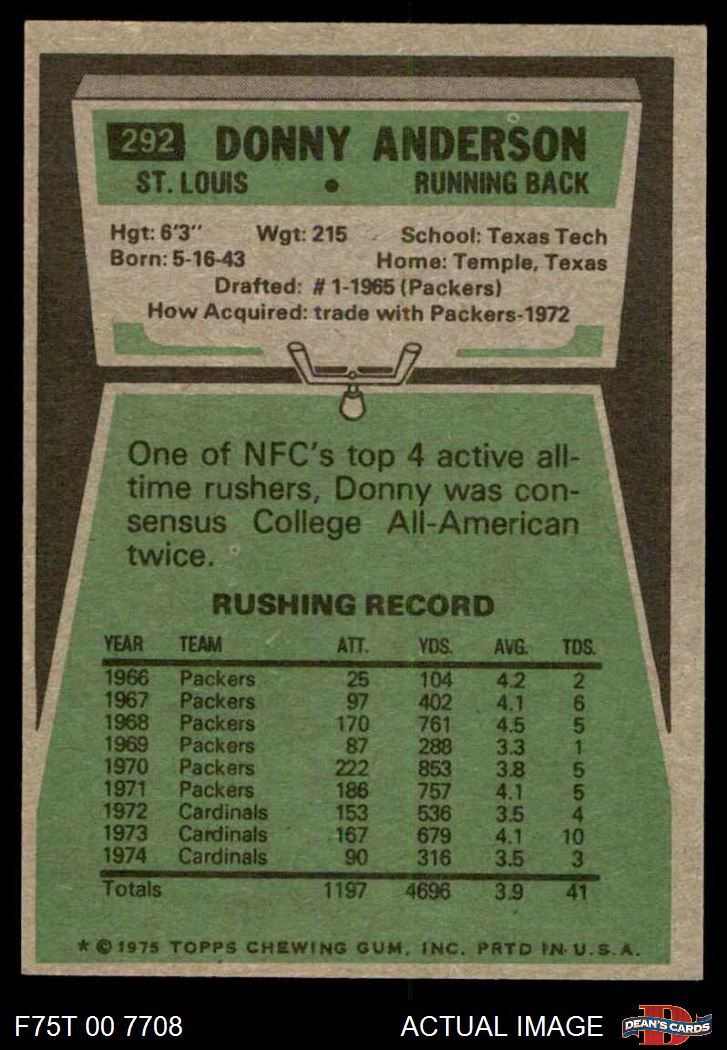 292 DONNY ANDERSON
ST. LOUIS • RUNNING BACK
Hgt: 6'3" Wgt: 215 School: Texas Tech
Born: 5-16-43 Home: Temple, Texas
Drafted: # 1-1965 (Packers)
How Acquired: trade with Packers-1972
One of NFC's top 4 active all-
time rushers, Donny was con-
sensus College All-American
twice.
RUSHING RECORD
YEAR TEAM ATT. YDS. AVG. TDS.
1966 Packers 25 104 4.2 2
1967 Packers 97 402 4.1 6
1968 Packers 170 761 4.5 5
1969 Packers 87 288 3.3 1
1970 Packers 222 853 3.8 5
1971 Packers 186 757 4.1 5
1972 Cardinals 153 536 3.5 4
1973 Cardinals 167 679 4.1 10
1974 Cardinals 90 316 3.5 3
Totals 1197 4696 3.9 41
* © 1975 TOPPS CHEWING GUM, INC. PRTD IN U.S.A.
F75T 00 7708 ACTUAL IMAGE D DEAN'S CARDS